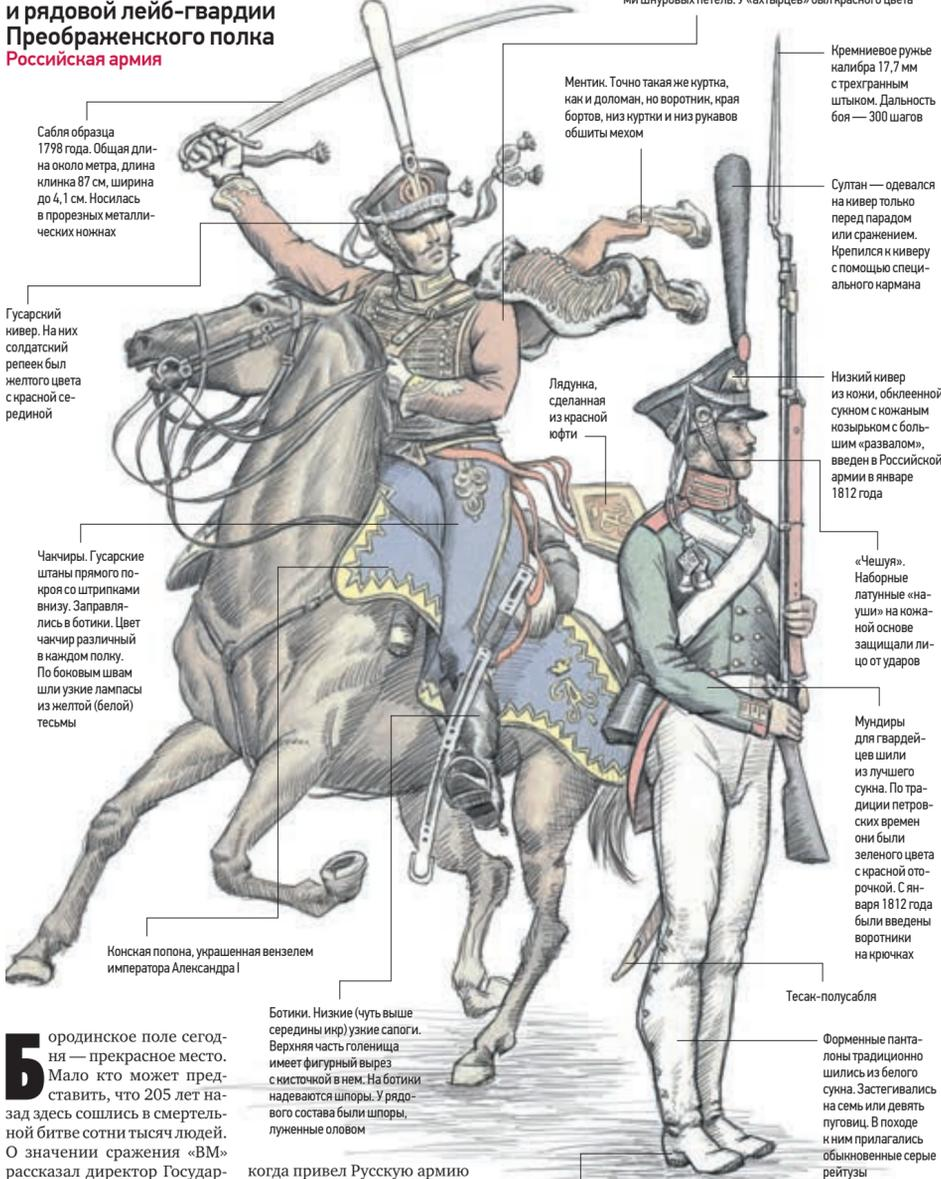 и рядовой лейб-гвардии
Преображенского полка
Российская армия
ми шнуровых петель. У «ахтырцев» был красного цвета
Сабля образца
1798 года. Общая дли-
на около метра, длина
клинка 87 см, ширина
до 4,1 см. Носилась
в прорезных металли-
ческих ножнах
Ментик. Точно такая же куртка,
как и доломан, но воротник, края
бортов, низ куртки и низ рукавов
обшиты мехом
Кремниевое ружье
калибра 17,7 мм
с трехгранным
штыком. Дальность
боя — 300 шагов
Султан — одевался
на кивер только
перед парадом
или сражением.
Крепился к киверу
с помощью специ-
ального кармана
Гусарский
кивер. На них
солдатский
репеек был
желтого цвета
с красной се-
рединой
Лядунка,
сделанная
из красной
юфти
Низкий кивер
из кожи, обклеенной
сукном с кожаным
козырьком с боль-
шим «развалом»,
введен в Российской
армии в январе
1812 года
Чакчиры. Гусарские
штаны прямого по-
кроя со штрипками
внизу. Заправля-
лись в ботики. Цвет
чакчир различный
в каждом полку.
По боковым швам
шли узкие лампасы
из желтой (белой)
тесьмы
«Чешуя».
Наборные
латунные «на-
уши» на кожа-
ной основе
защищали ли-
цо от ударов
Мундиры
для гвардей-
цев шили
из лучшего
сукна. По тра-
диции петров-
ских времен
они были
зеленого цвета
с красной ото-
рочкой. С ян-
варя 1812 года
были введены
воротники
на крючках
Конская попона, украшенная вензелем
императора Александра I
Тесак-полусабля
Ботики. Низкие (чуть выше
середины икр) узкие сапоги.
Верхняя часть голенища
имеет фигурный вырез
с кисточкой в нем. На ботики
надеваются шпоры. У рядо-
вого состава были шпоры,
луженные оловом
Форменные панта-
лоны традиционно
шились из белого
сукна. Застегивались
на семь или девять
пуговиц. В походе
к ним прилагались
обыкновенные серые
рейтузы
Бородинское поле сегод-
ня — прекрасное место.
Мало кто может пред-
ставить, что 205 лет на-
зад здесь сошлись в смертель-
ной битве сотни тысяч людей.
О значении сражения «ВМ»
рассказал директор Государ-
когда привел Русскую армию